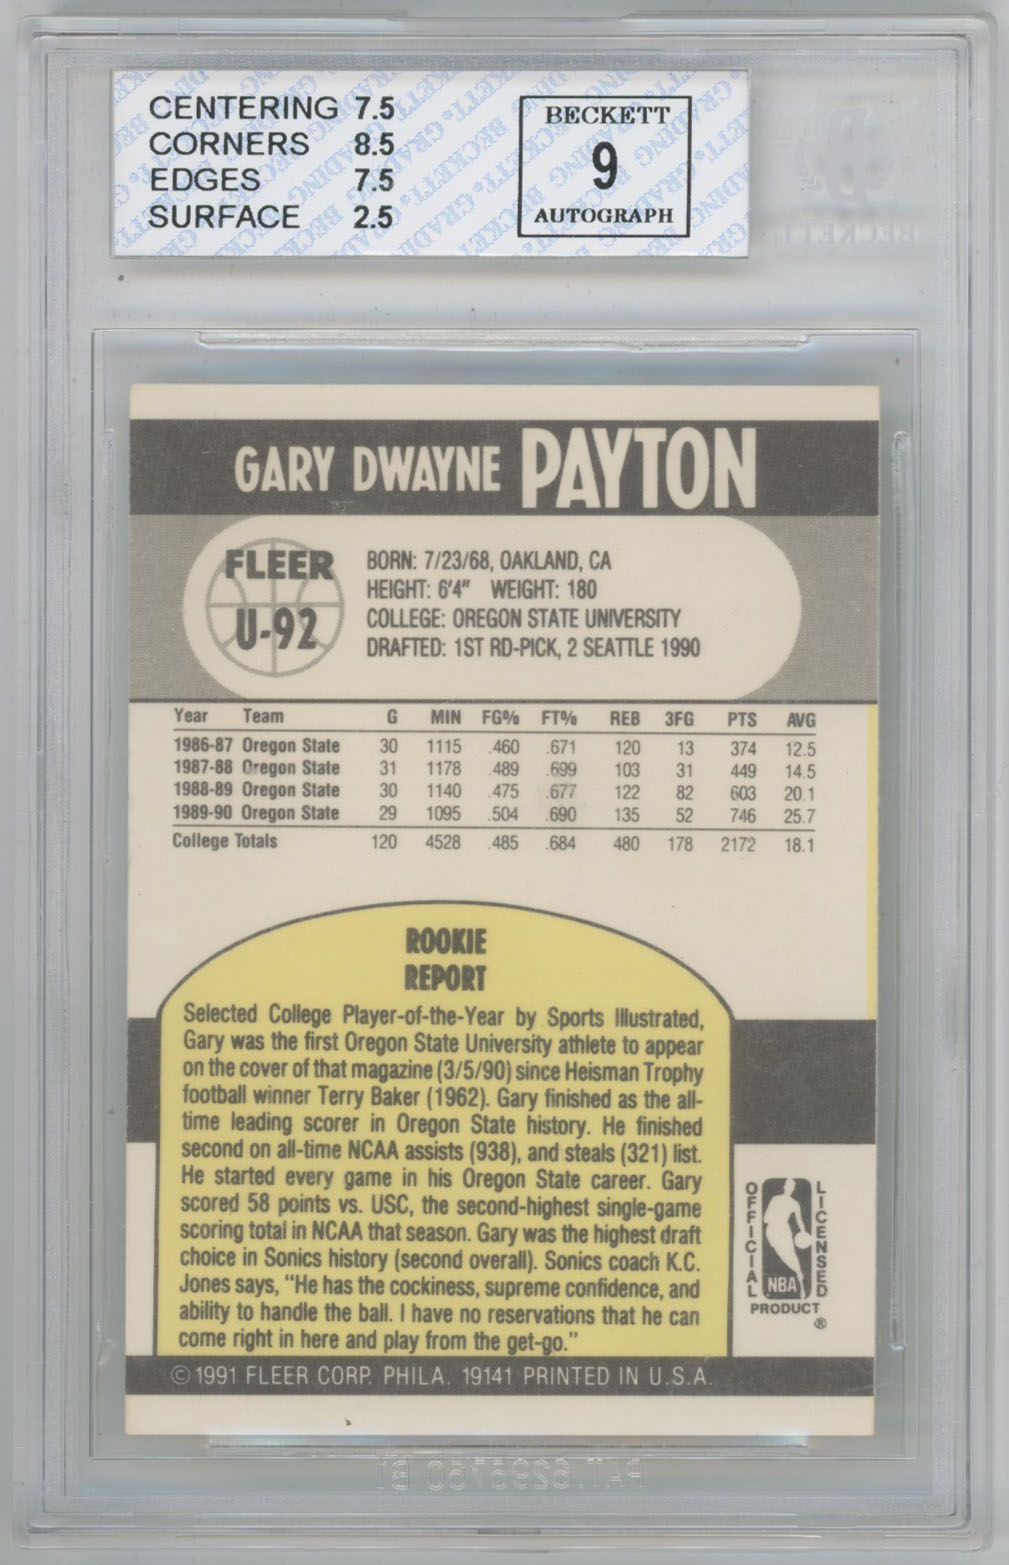 CENTERING 7.5
CORNERS 8.5
EDGES 7.5
SURFACE 2.5
BECKETT
9
AUTOGRAPH
GARY DWAYNE PAYTON
FLEER
U-92
BORN: 7/23/68, OAKLAND, CA
HEIGHT: 6'4" WEIGHT: 180
COLLEGE: OREGON STATE UNIVERSITY
DRAFTED: 1ST RD-PICK, 2 SEATTLE 1990
Year Team G MIN FG% FT% REB 3FG PTS AVG
1986-87 Oregon State 30 1115 .460 .671 120 13 374 12.5
1987-88 Oregon State 31 1178 .489 .699 103 31 449 14.5
1988-89 Oregon State 30 1140 .475 .677 122 82 603 20.1
1989-90 Oregon State 29 1095 .504 .690 135 52 746 25.7
College Totals 120 4528 .485 .684 480 178 2172 18.1
ROOKIE
REPORT
Selected College Player-of-the-Year by Sports Illustrated,
Gary was the first Oregon State University athlete to appear
on the cover of that magazine (3/5/90) since Heisman Trophy
football winner Terry Baker (1962). Gary finished as the all-
time leading scorer in Oregon State history. He finished
second on all-time NCAA assists (938), and steals (321) list.
He started every game in his Oregon State career. Gary
scored 58 points vs. USC, the second-highest single-game
scoring total in NCAA that season. Gary was the highest draft
choice in Sonics history (second overall). Sonics coach K.C.
Jones says, "He has the cockiness, supreme confidence, and
ability to handle the ball. I have no reservations that he can
come right in here and play from the get-go."
OFFICIAL
LICENSED
NBA
PRODUCT
®
© 1991 FLEER CORP. PHILA. 19141 PRINTED IN U.S.A.
PAT. 6295750 B1